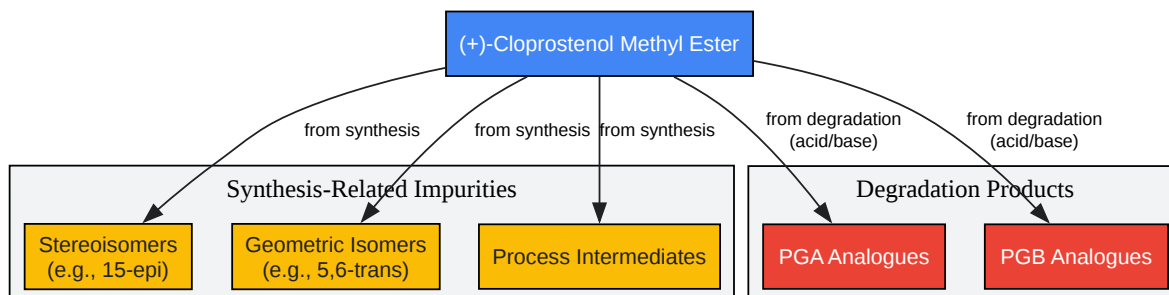 (+)-Cloprostenol Methyl Ester
from synthesis
from synthesis
from synthesis
from degradation
(acid/base)
from degradation
(acid/base)
Synthesis-Related Impurities
Degradation Products
Stereoisomers
(e.g., 15-epi)
Geometric Isomers
(e.g., 5,6-trans)
Process Intermediates
PGA Analogues
PGB Analogues